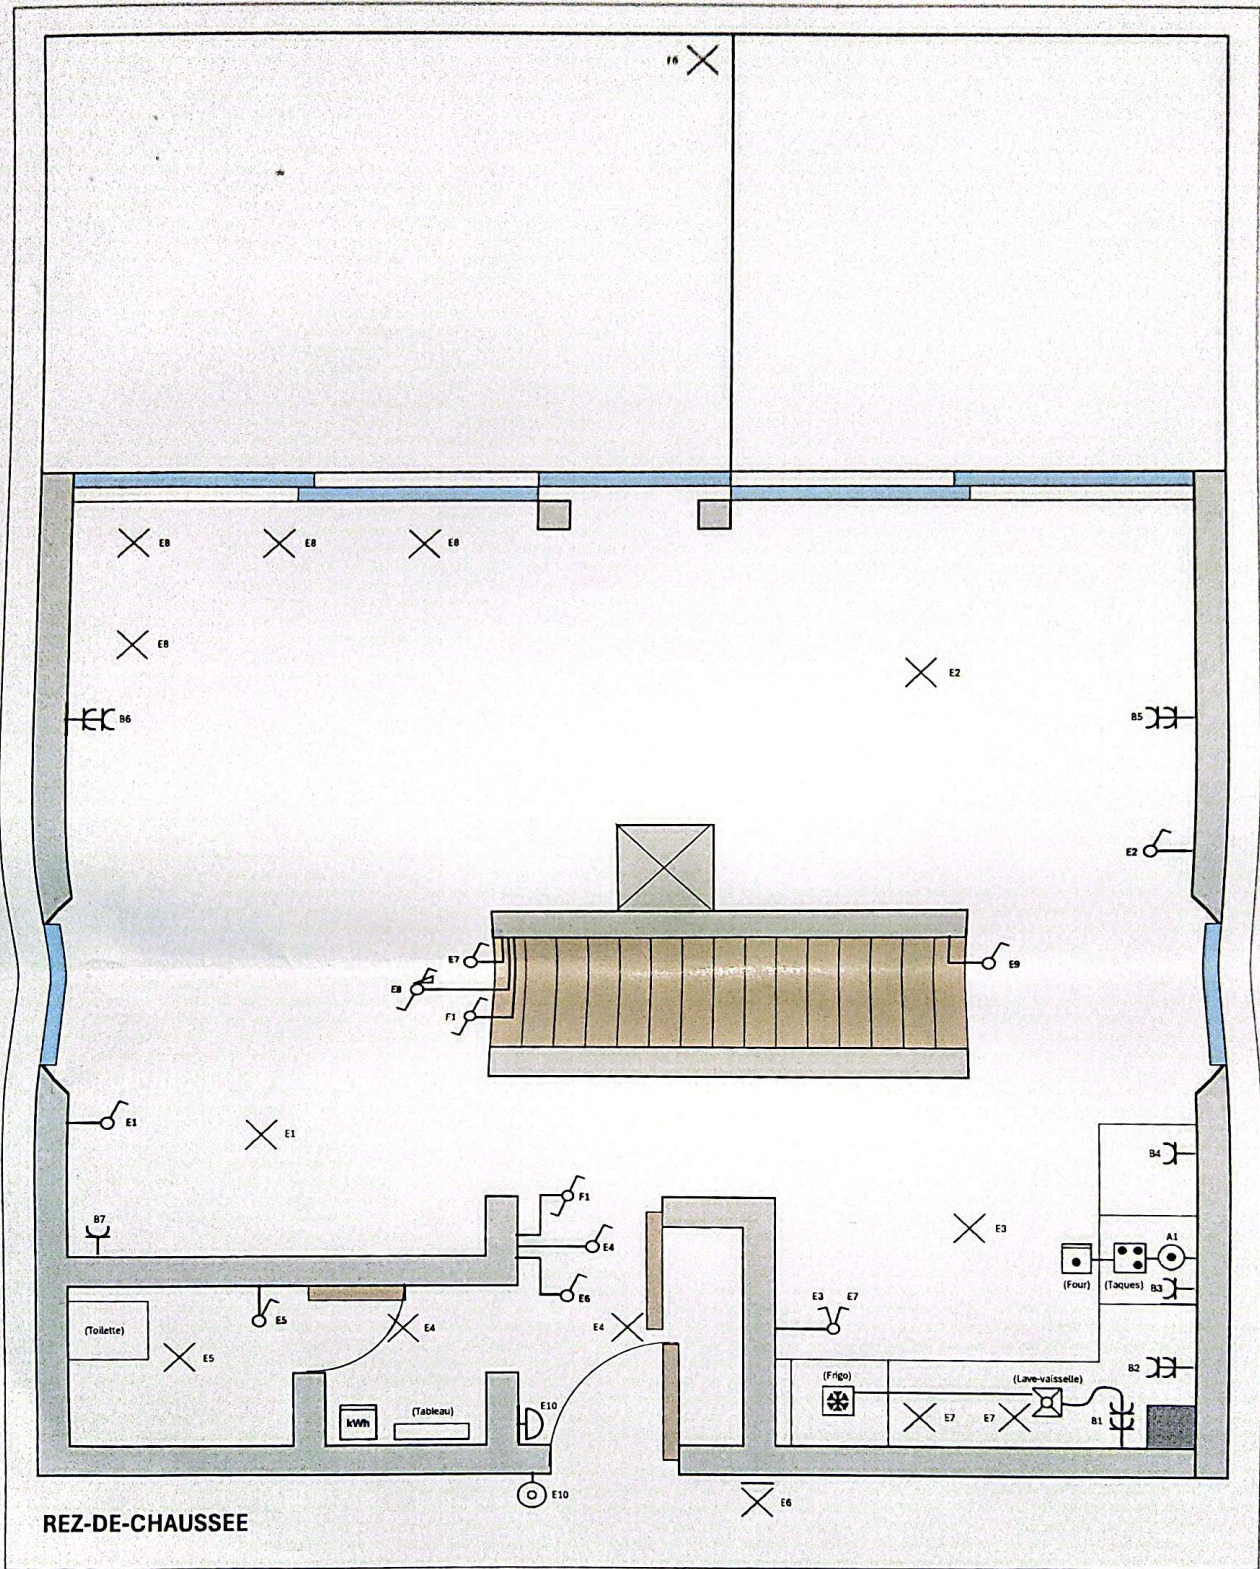 F6
E8 E8 E8
E8
E2
B6
B5
E2
E7
E9
E8
F1
E1
E1
B4
F1
B7
E3
E4
A1
(Four) (Taques) B3
E6
E3 E7
E5
(Toilette)
E4
E4
E5
B2
(Frigo)
(Lave-vaisselle)
E10
(Tableau)
kWh
E7 E7
B1
E10
E6
REZ-DE-CHAUSSEE